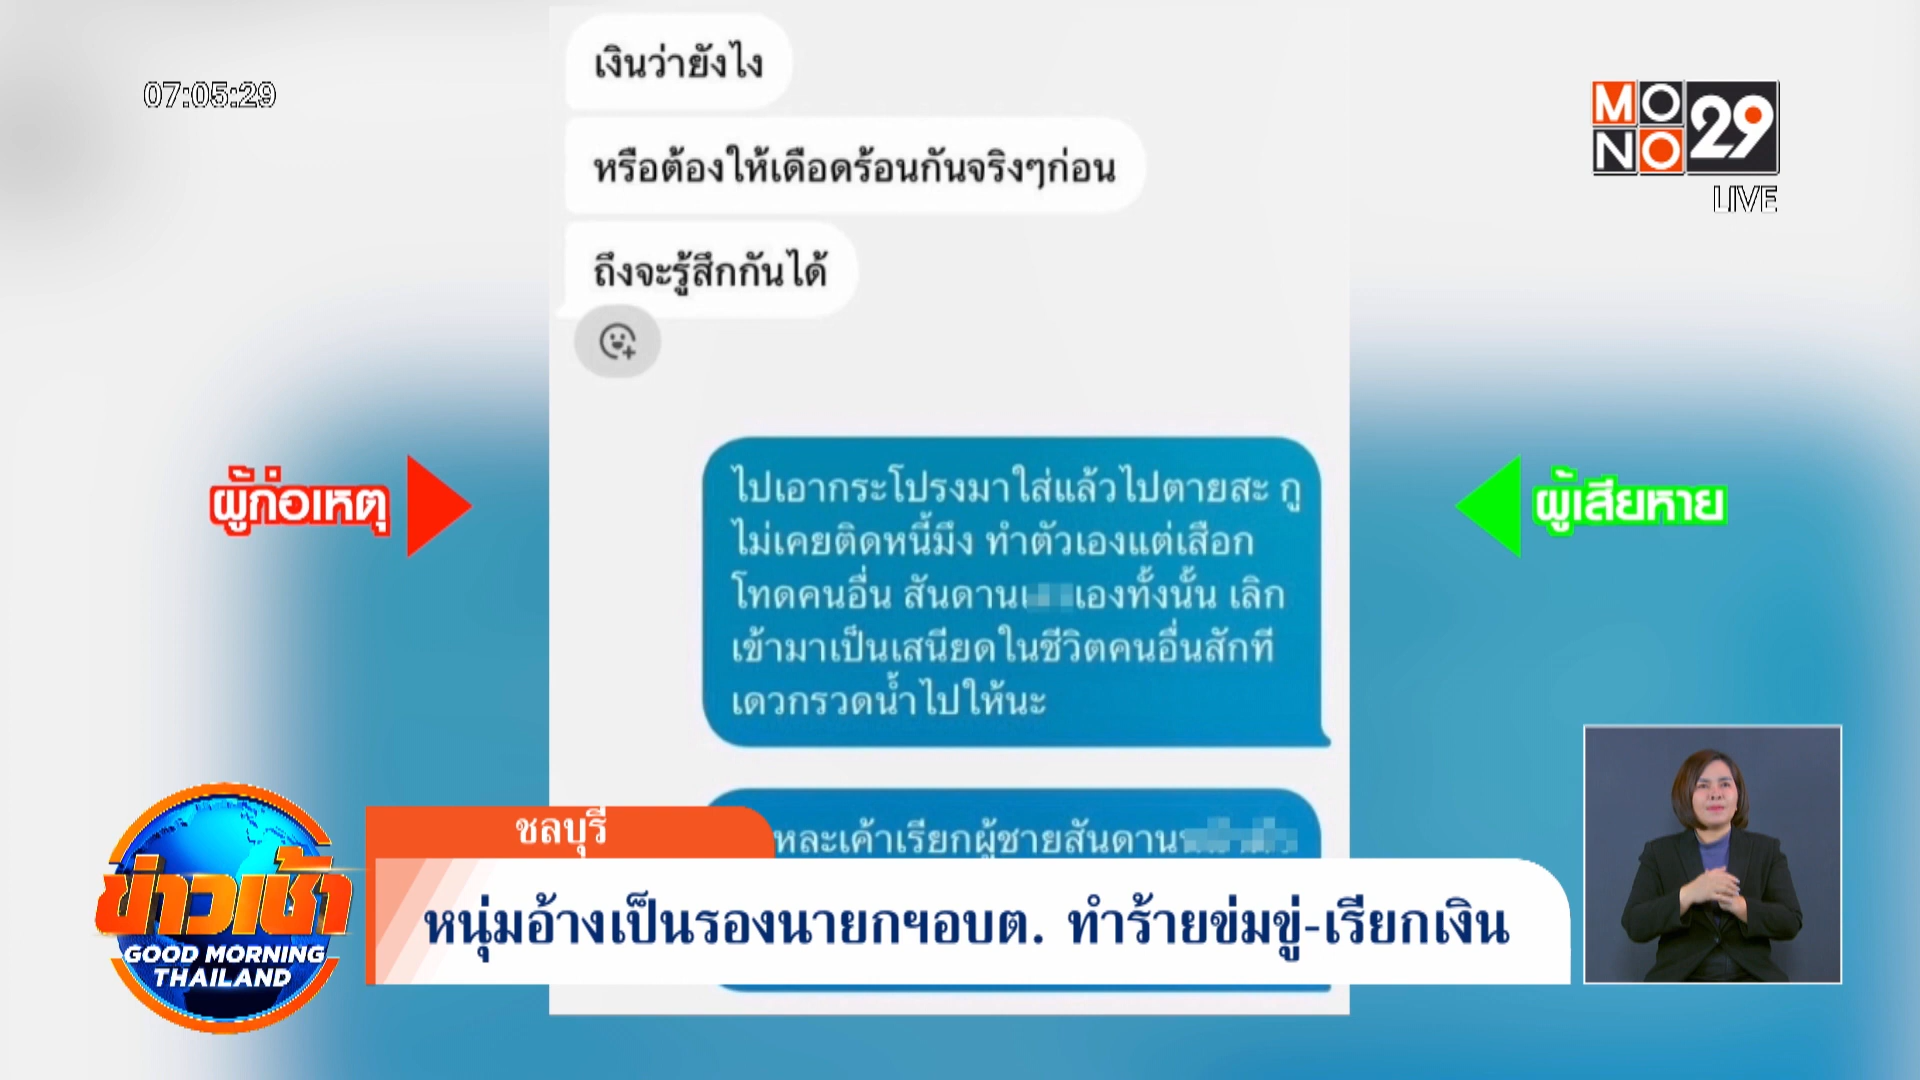 07:05:29
MONO29
LIVE
เงินว่ายังไง
หรือต้องให้เดือดร้อนกันจริงๆก่อน
ถึงจะรู้สึกกันได้
ผู้ก่อเหตุ
ผู้เสียหาย
ไปเอากระโปรงมาใส่แล้วไปตายสะ กู
ไม่เคยติดหนี้มึง ทำตัวเองแต่เสือก
โทดคนอื่น สันดาน เองทั้งนั้น เลิก
เข้ามาเป็นเสนียดในชีวิตคนอื่นสักที
เดวกรวดน้ำไปให้นะ
หละเค้าเรียกผู้ชายสันดาน
ชลบุรี
หนุ่มอ้างเป็นรองนายกฯอบต. ทำร้ายข่มขู่-เรียกเงิน
ข่าวเช้า
GOOD MORNING
THAILAND